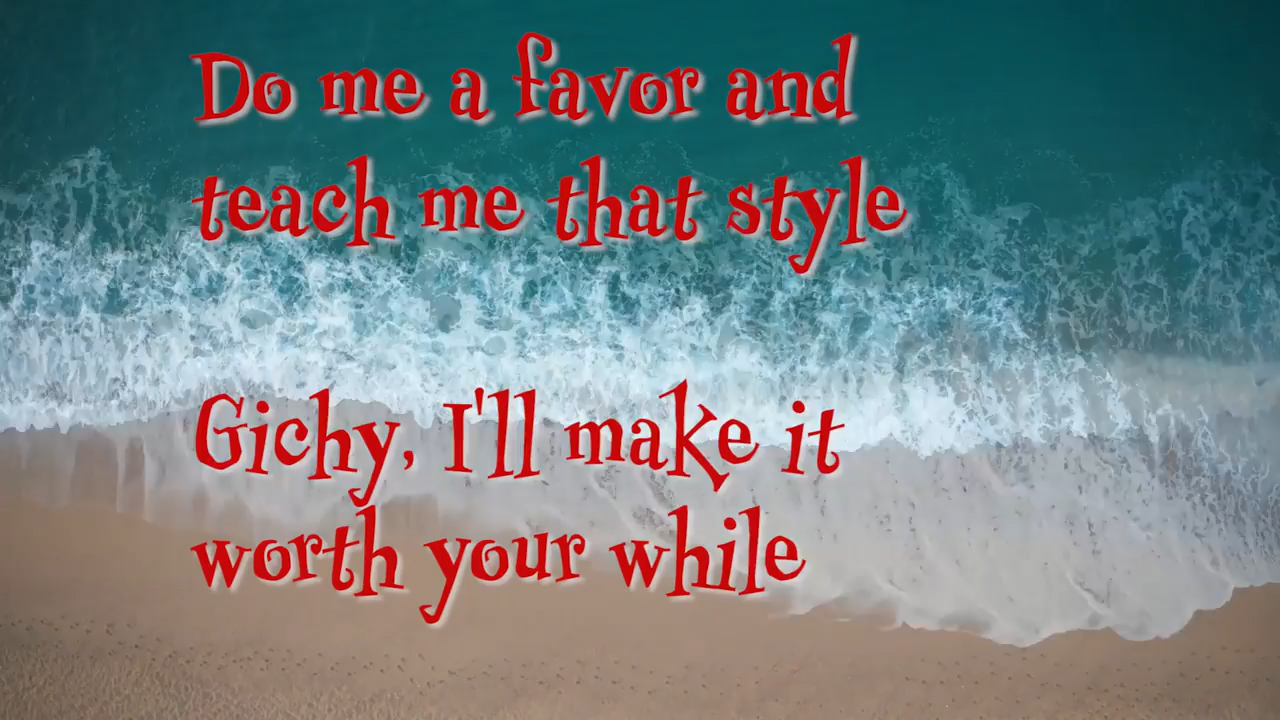 Do me a favor and
teach me that style
Gichy, I'll make it
worth your while